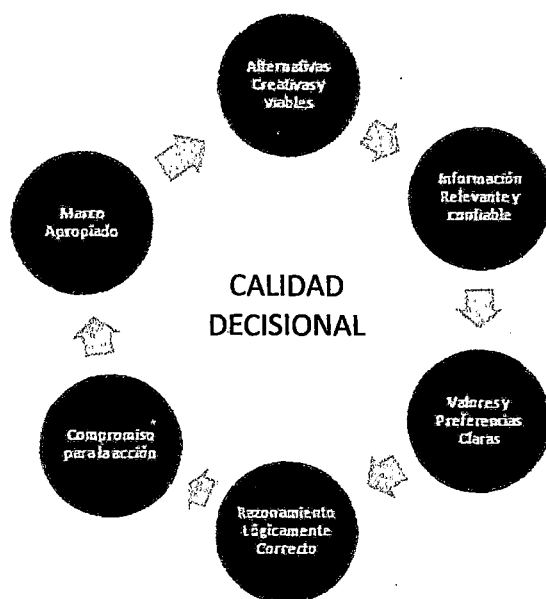 Alternativas
Creativas y
viables
Información
Relevante y
confiable
Valores y
Preferencias
Claras
Razonamiento
Lógicamente
Correcto
Compromiso
para la acción
Marco
Apropiado
CALIDAD
DECISIONAL